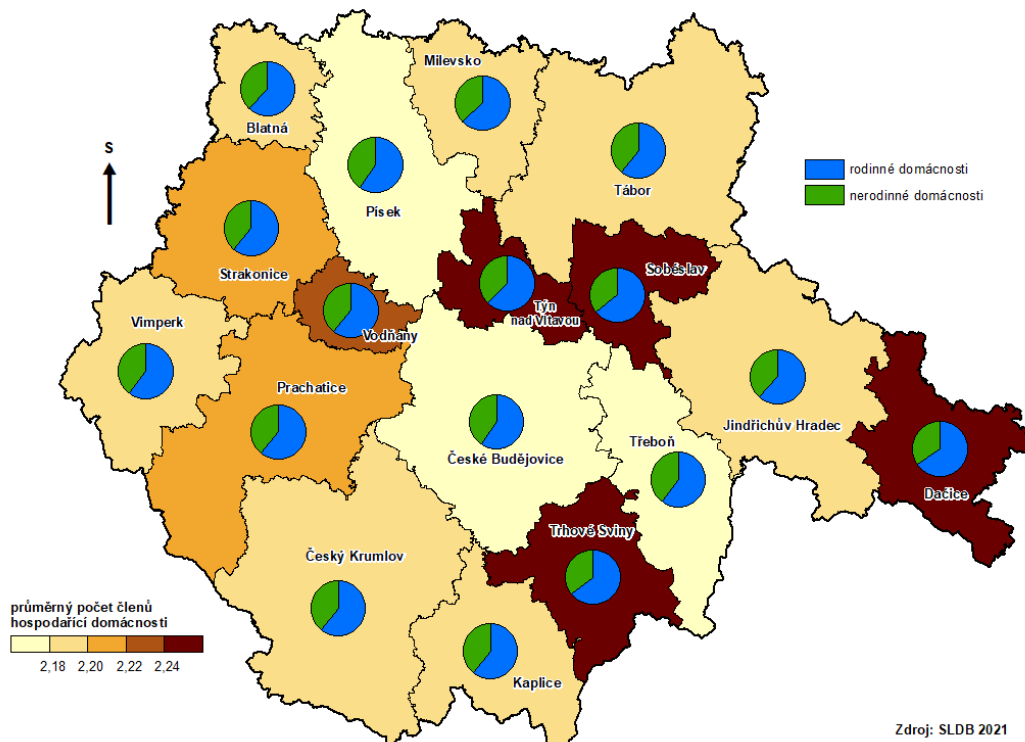 Milevsko
Blatná
S
Tábor
rodinné domácnosti
nerodinné domácnosti
Písek
Strakonice
Soběslav
Týn
nad Vltavou
Vimperk
Vodňany
Prachatice
Jindřichův Hradec
Třeboň
České Budějovice
Dačice
Trhové Sviny
Český Krumlov
průměrný počet členů
hospodařící domácnosti
2,18 2,20 2,22 2,24
Kaplice
Zdroj: SLDB 2021